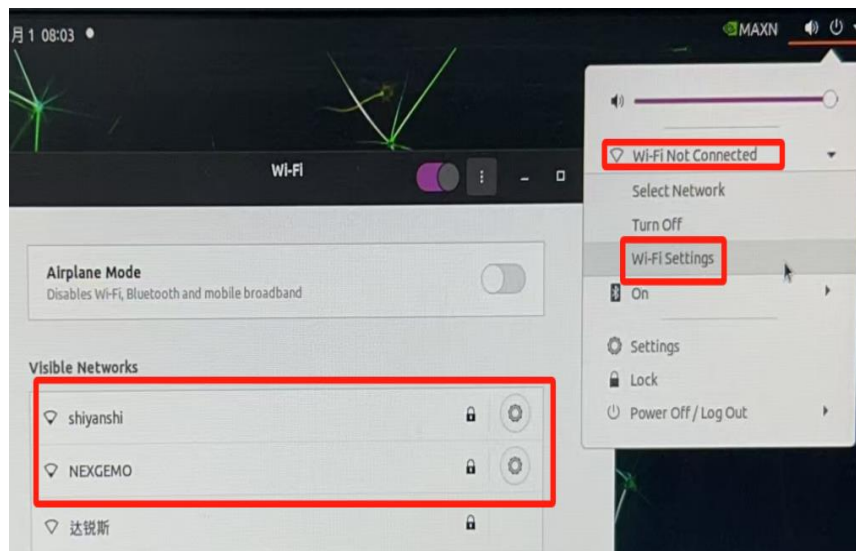 月 1 08:03
MAXN
Wi-Fi
Wi-Fi Not Connected
Select Network
Turn Off
Wi-Fi Settings
On
Settings
Lock
Power Off / Log Out
Airplane Mode
Disables Wi-Fi, Bluetooth and mobile broadband
Visible Networks
shiyanshi
NEXGEMO
达锐斯